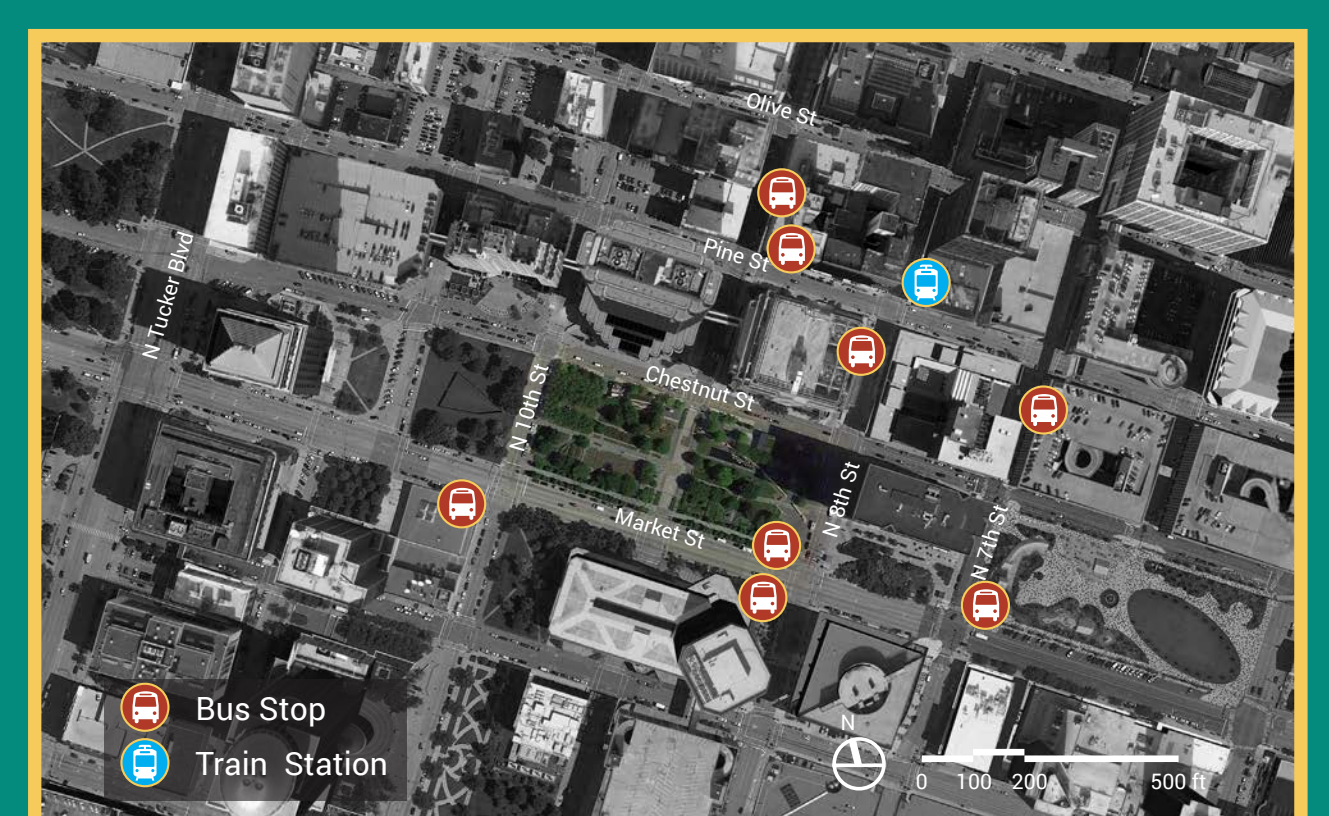 Olive St
Pine St
N Tucker Blvd
Chestnut St
N 10th St
N 8th St
Market St
N 7th St
Bus Stop
Train Station
N
0 100 200 500 ft